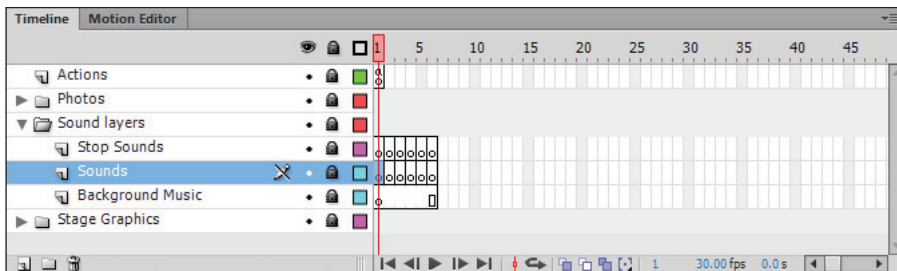 Timeline Motion Editor
1 5 10 15 20 25 30 35 40 45
Actions
Photos
Sound layers
Stop Sounds
Sounds
Background Music
Stage Graphics
1 30.00 fps 0.0 s